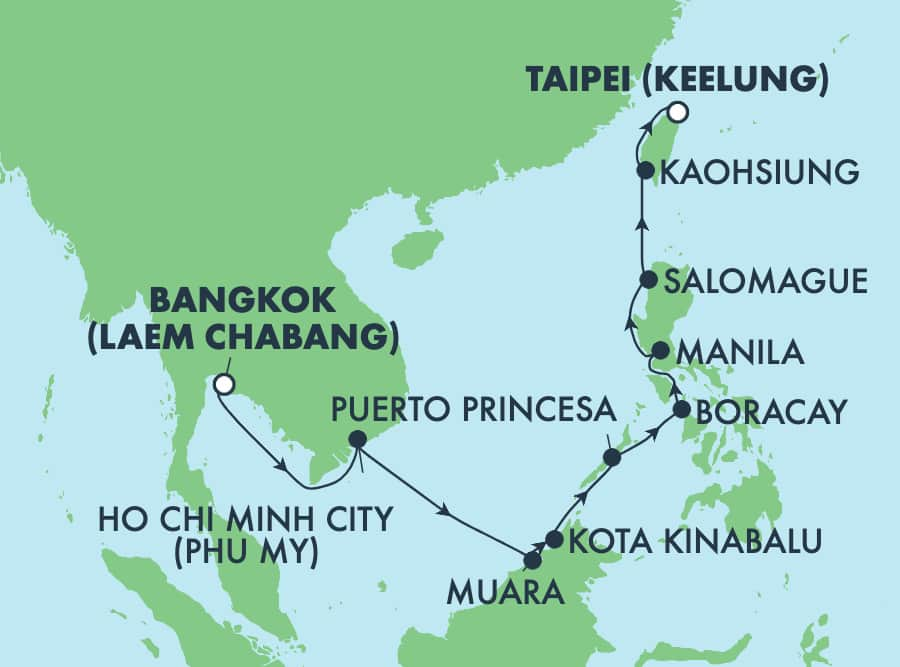 TAIPEI (KEELUNG)
KAOHSIUNG
SALOMAGUE
BANGKOK
(LAEM CHABANG)
MANILA
PUERTO PRINCESA
BORACAY
HO CHI MINH CITY
(PHU MY)
KOTA KINABALU
MUARA